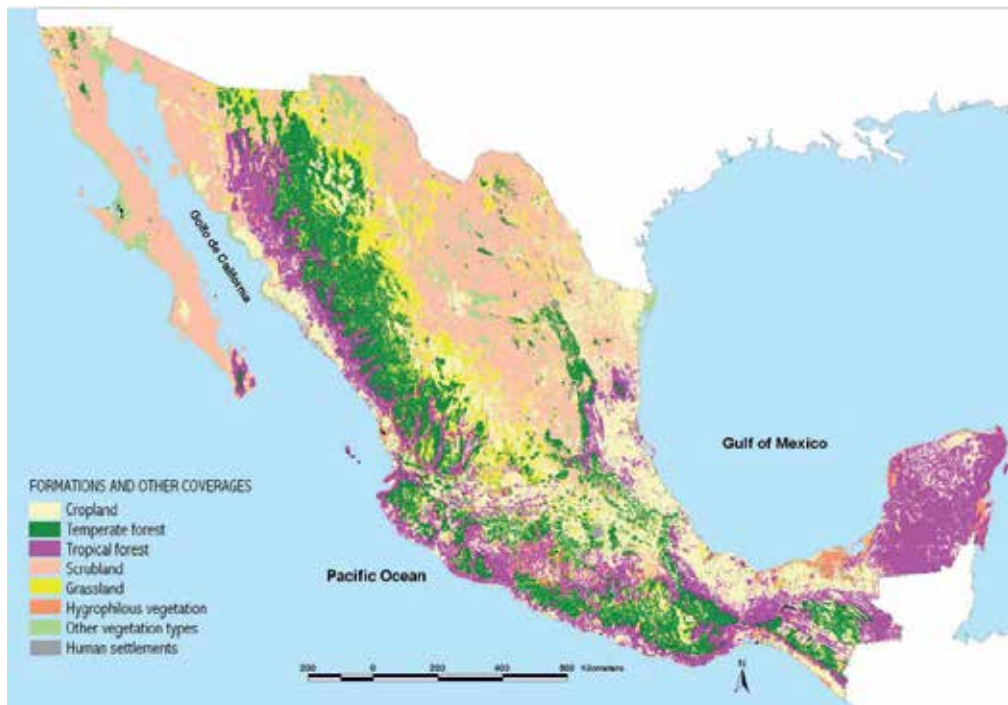 Golfo de California
Gulf of Mexico
Pacific Ocean
FORMATIONS AND OTHER COVERAGES
Cropland
Temperate forest
Tropical forest
Scrubland
Grassland
Hygrophilous vegetation
Other vegetation types
Human settlements
200 0 200 400 600 Kilometers
N